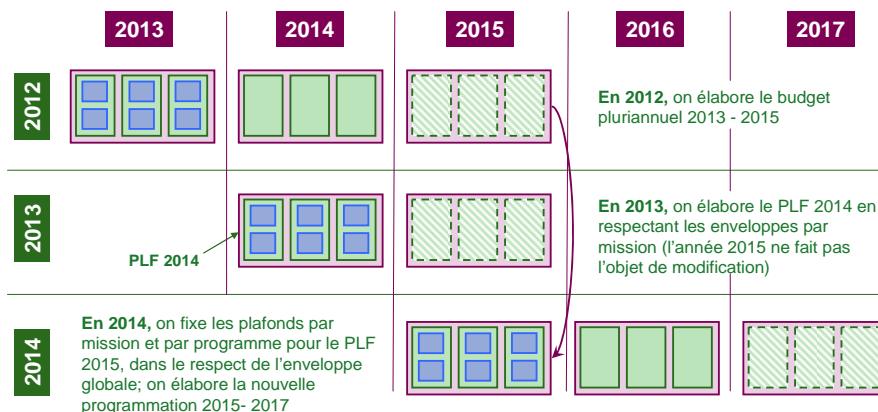 2013 2014 2015 2016 2017
2012
En 2012, on élabore le budget
pluriannuel 2013 - 2015
2013
PLF 2014
En 2013, on élabore le PLF 2014 en
respectant les enveloppes par
mission (l'année 2015 ne fait pas
l'objet de modification)
2014
En 2014, on fixe les plafonds par
mission et par programme pour le PLF
2015, dans le respect de l'enveloppe
globale; on élabore la nouvelle
programmation 2015- 2017